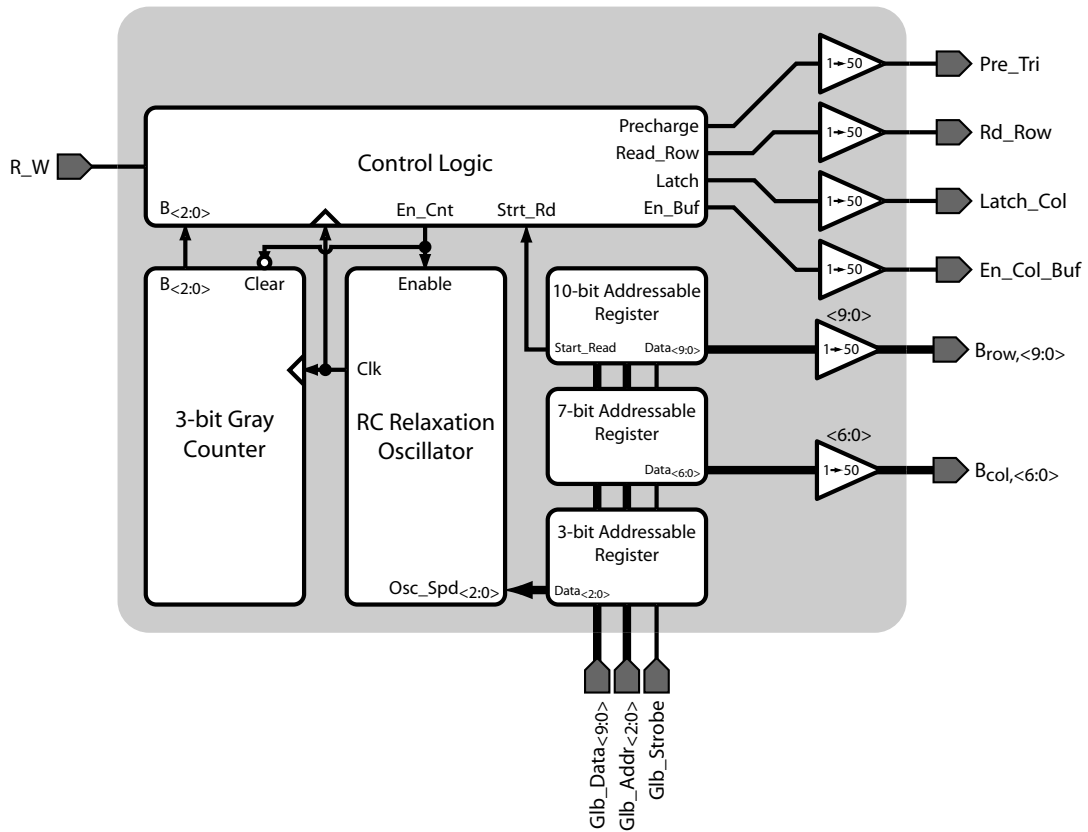 1→50
Pre_Tri
Precharge
1→50
Rd_Row
Read_Row
R_W
Control Logic
Latch
1→50
Latch_Col
B<2:0>
En_Cnt
Strt_Rd
En_Buf
1→50
En_Col_Buf
B<2:0>
Clear
Enable
10-bit Addressable
Register
Start_Read
Data<9:0>
<9:0>
1→50
Brow,<9:0>
Clk
3-bit Gray
Counter
RC Relaxation
Oscillator
7-bit Addressable
Register
Data<6:0>
<6:0>
1→50
Bcol,<6:0>
3-bit Addressable
Register
Osc_Spd<2:0>
Data<2:0>
Glb_Data<9:0>
Glb_Addr<2:0>
Glb_Strobe